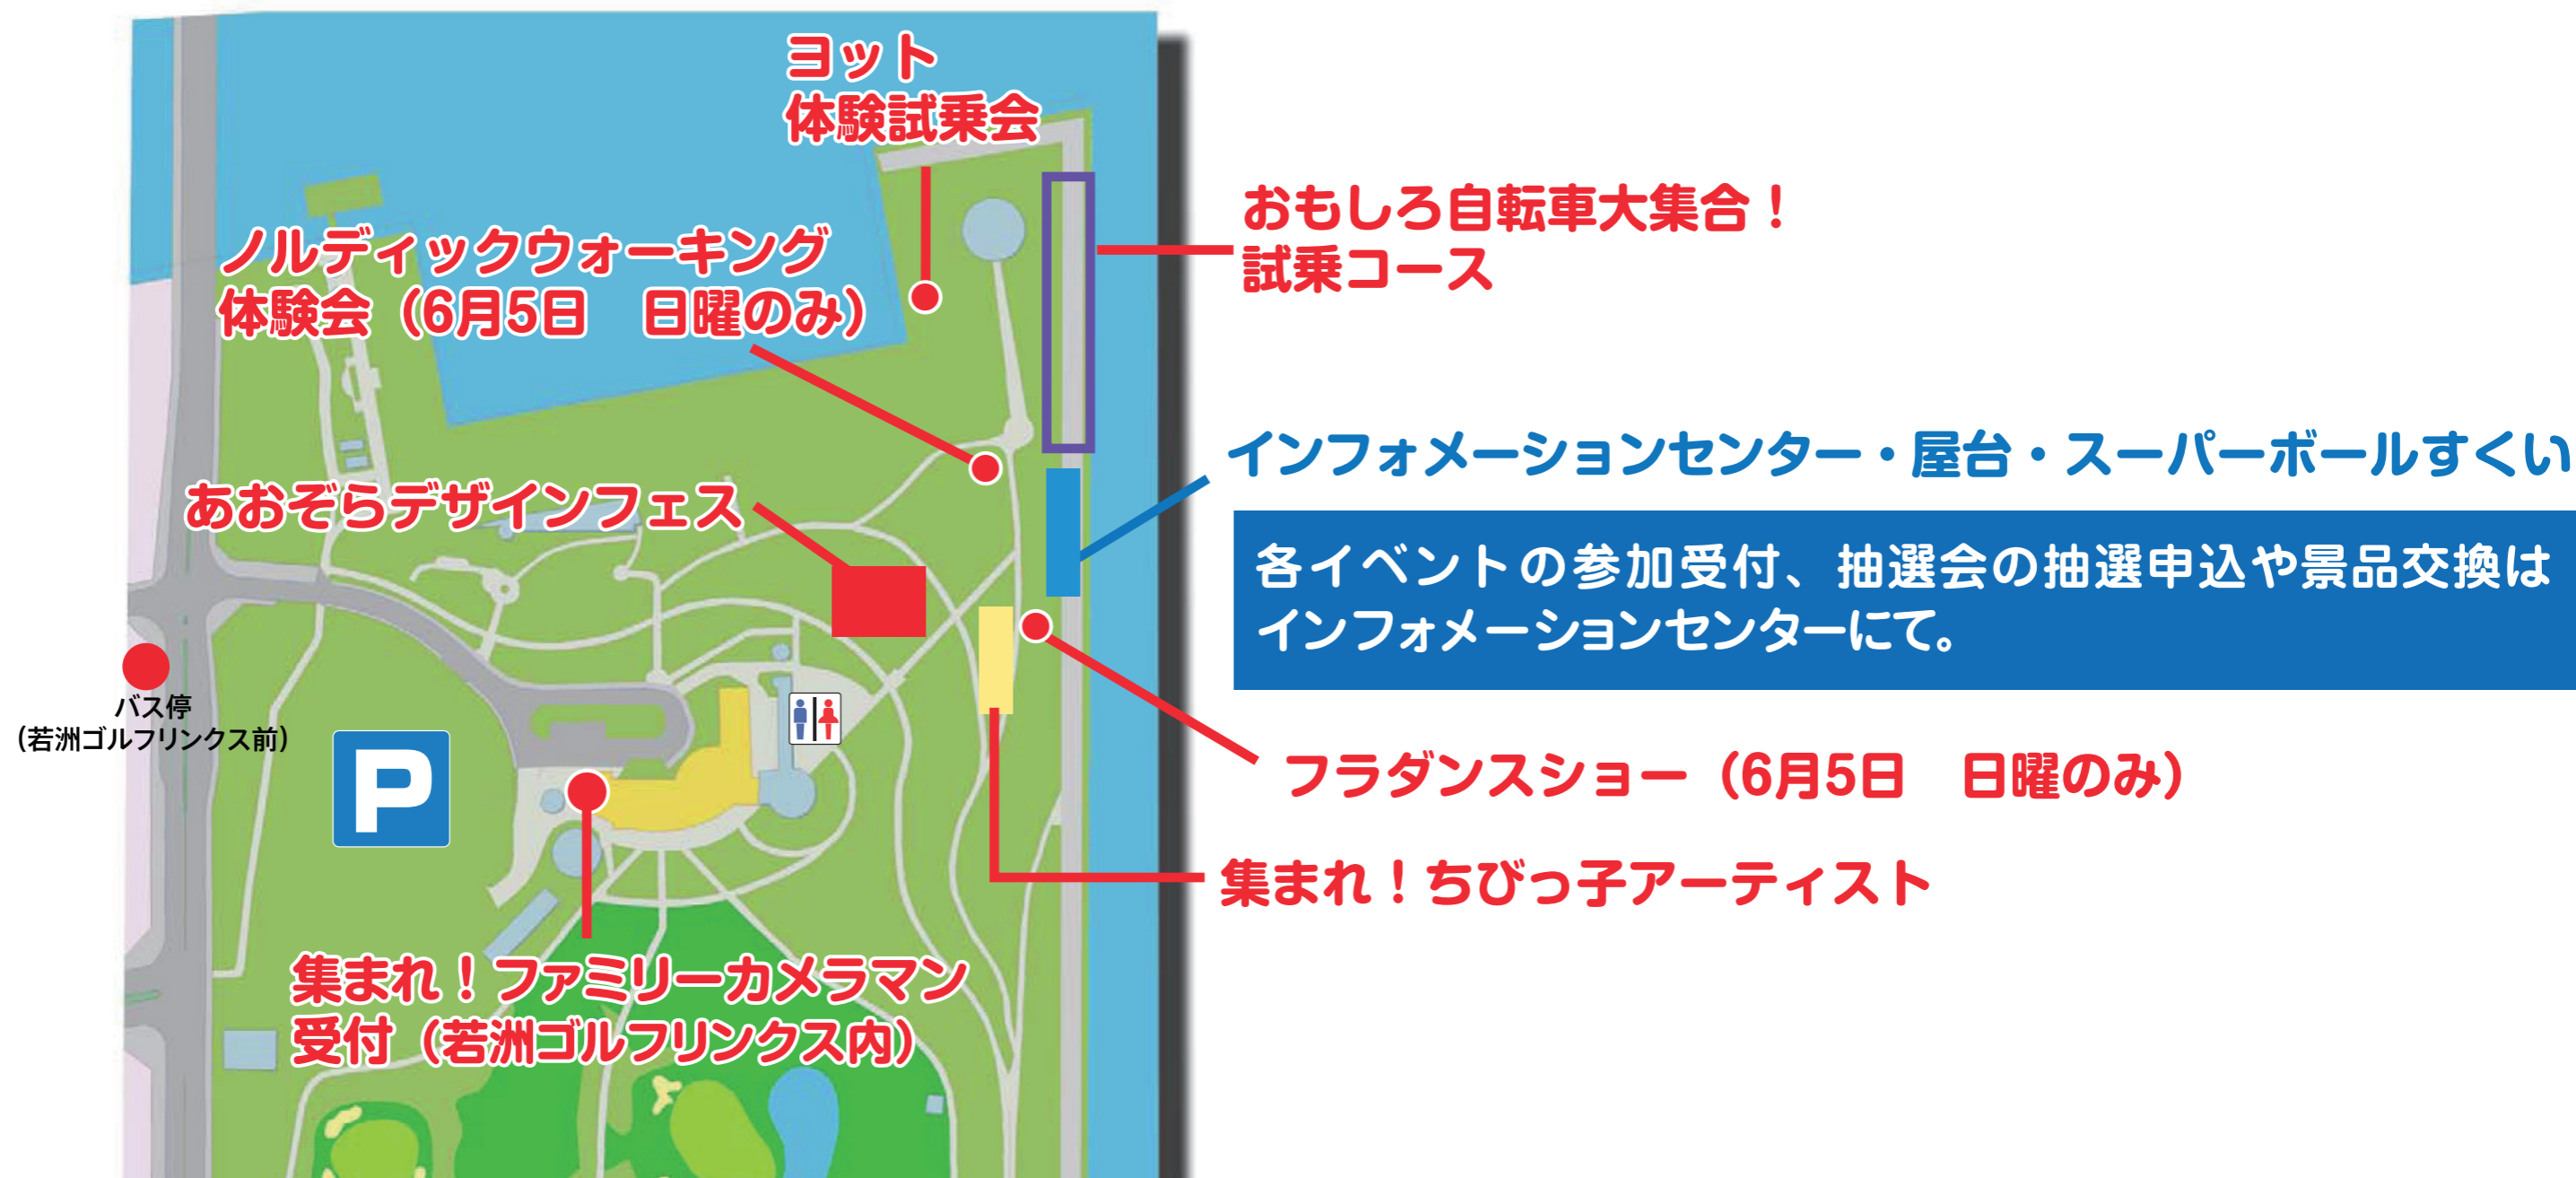 ヨット
体験試乗会
おもしろ自転車大集合！
試乗コース
ノルディックウォーキング
体験会（6月5日　日曜のみ）
インフォメーションセンター・屋台・スーパーボールすくい
あおぞらデザインフェス
各イベントの参加受付、抽選会の抽選申込や景品交換は
インフォメーションセンターにて。
バス停
（若洲ゴルフリンクス前）
P
フラダンスショー（6月5日　日曜のみ）
集まれ！ちびっ子アーティスト
集まれ！ファミリーカメラマン
受付（若洲ゴルフリンクス内）